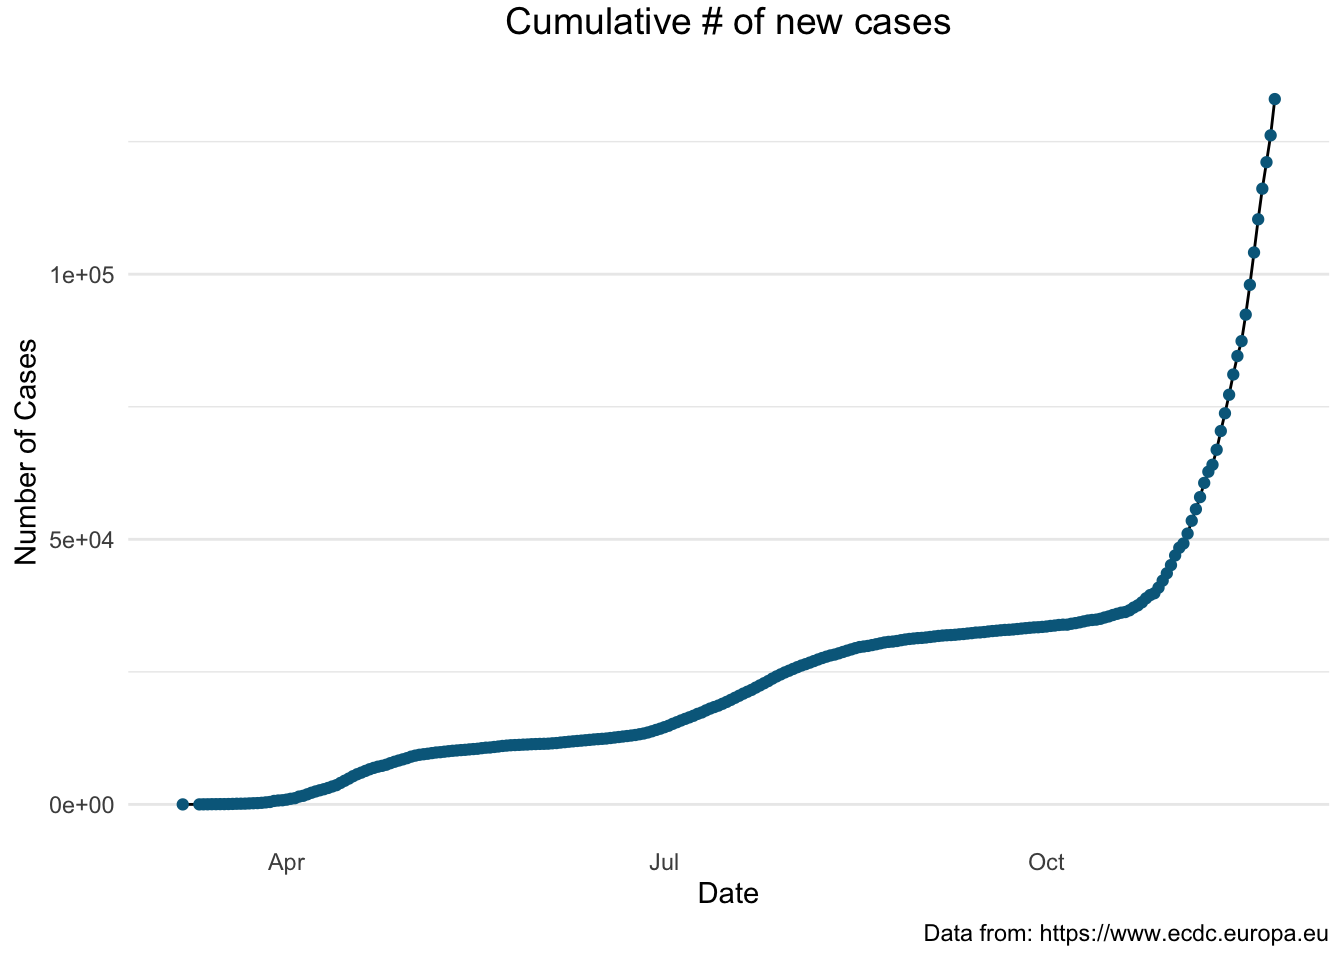 Cumulative # of new cases
Number of Cases
1e+05
5e+04
0e+00
Apr Jul Oct
Date
Data from: https://www.ecdc.europa.eu